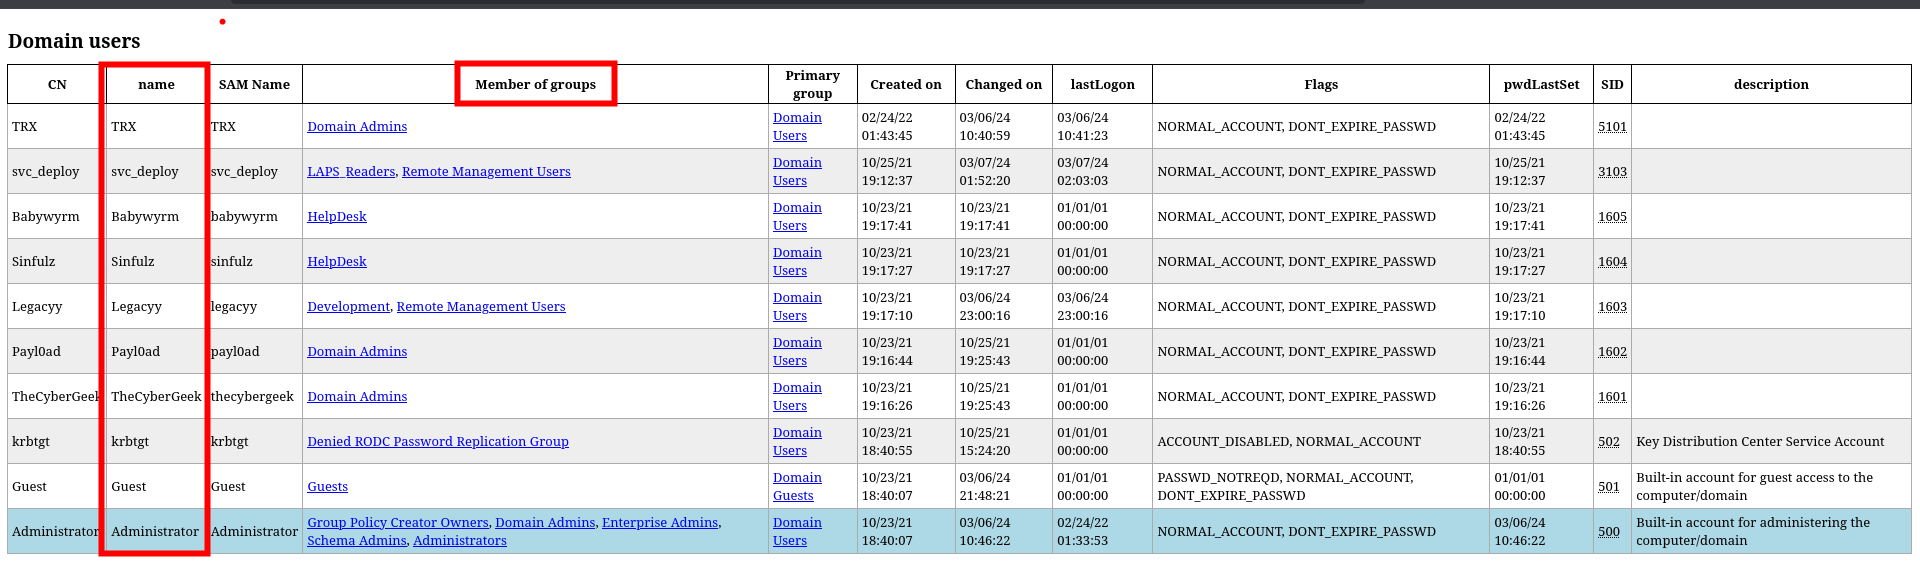 Domain users
CN name SAM Name Member of groups Primary group Created on Changed on lastLogon Flags pwdLastSet SID description
TRX TRX TRX Domain Admins Domain Users 02/24/22 01:43:45 03/06/24 10:40:59 03/06/24 10:41:23 NORMAL_ACCOUNT, DONT_EXPIRE_PASSWD 02/24/22 01:43:45 5101
svc_deploy svc_deploy svc_deploy LAPS_Readers, Remote Management Users Domain Users 10/25/21 19:12:37 03/07/24 01:52:20 03/07/24 02:03:03 NORMAL_ACCOUNT, DONT_EXPIRE_PASSWD 10/25/21 19:12:37 3103
Babywyrm Babywyrm babywyrm HelpDesk Domain Users 10/23/21 19:17:41 10/23/21 19:17:41 01/01/01 00:00:00 NORMAL_ACCOUNT, DONT_EXPIRE_PASSWD 10/23/21 19:17:41 1605
Sinfulz Sinfulz sinfulz HelpDesk Domain Users 10/23/21 19:17:27 10/23/21 19:17:27 01/01/01 00:00:00 NORMAL_ACCOUNT, DONT_EXPIRE_PASSWD 10/23/21 19:17:27 1604
Legacyy Legacyy legacyy Development, Remote Management Users Domain Users 10/23/21 19:17:10 03/06/24 23:00:16 03/06/24 23:00:16 NORMAL_ACCOUNT, DONT_EXPIRE_PASSWD 10/23/21 19:17:10 1603
Payl0ad Payl0ad payl0ad Domain Admins Domain Users 10/23/21 19:16:44 10/25/21 19:25:43 01/01/01 00:00:00 NORMAL_ACCOUNT, DONT_EXPIRE_PASSWD 10/23/21 19:16:44 1602
TheCyberGeek TheCyberGeek thecybergeek Domain Admins Domain Users 10/23/21 19:16:26 10/25/21 19:25:43 01/01/01 00:00:00 NORMAL_ACCOUNT, DONT_EXPIRE_PASSWD 10/23/21 19:16:26 1601
krbtgt krbtgt krbtgt Denied RODC Password Replication Group Domain Users 10/23/21 18:40:55 10/25/21 15:24:20 01/01/01 00:00:00 ACCOUNT_DISABLED, NORMAL_ACCOUNT 10/23/21 18:40:55 502 Key Distribution Center Service Account
Guest Guest Guest Guests Domain Guests 10/23/21 18:40:07 03/06/24 21:48:21 01/01/01 00:00:00 PASSWD_NOTREQD, NORMAL_ACCOUNT, DONT_EXPIRE_PASSWD 01/01/01 00:00:00 501 Built-in account for guest access to the computer/domain
Administrator Administrator Administrator Group Policy Creator Owners, Domain Admins, Enterprise Admins, Schema Admins, Administrators Domain Users 10/23/21 18:40:07 03/06/24 10:46:22 02/24/22 01:33:53 NORMAL_ACCOUNT, DONT_EXPIRE_PASSWD 03/06/24 10:46:22 500 Built-in account for administering the computer/domain